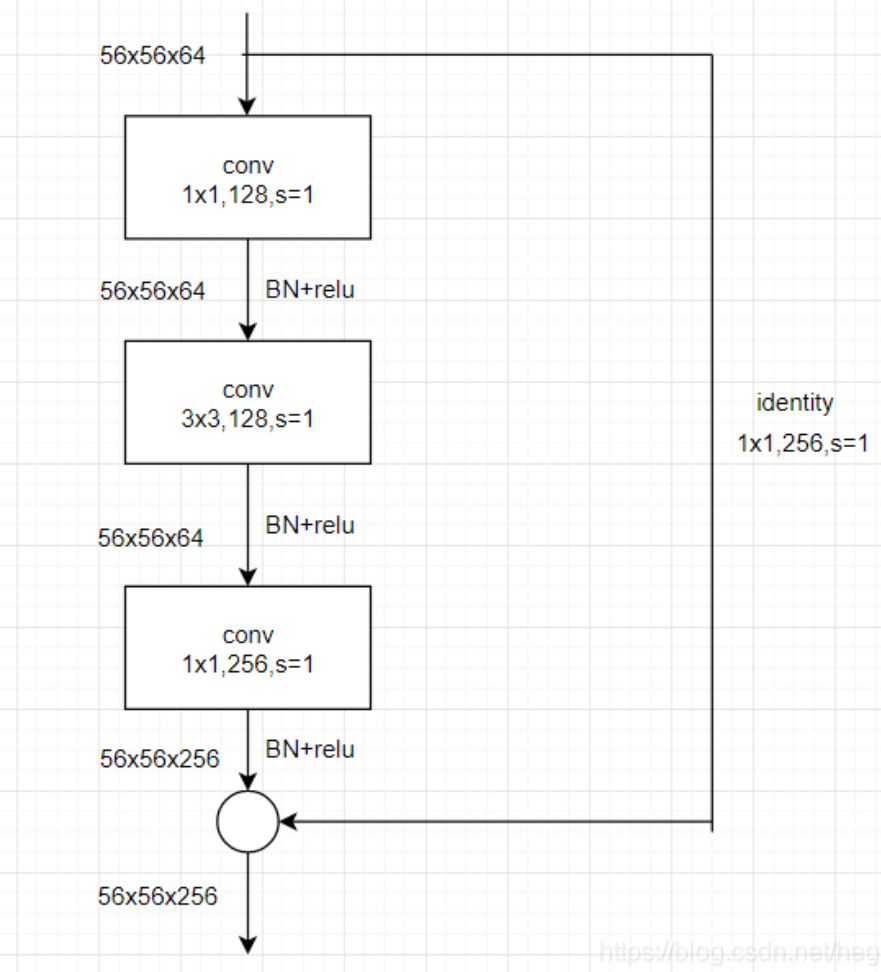 56x56x64
conv
1x1,128,s=1
56x56x64
BN+relu
conv
3x3,128,s=1
identity
1x1,256,s=1
56x56x64
BN+relu
conv
1x1,256,s=1
56x56x256
BN+relu
56x56x256
https://blog.csdn.net/heg